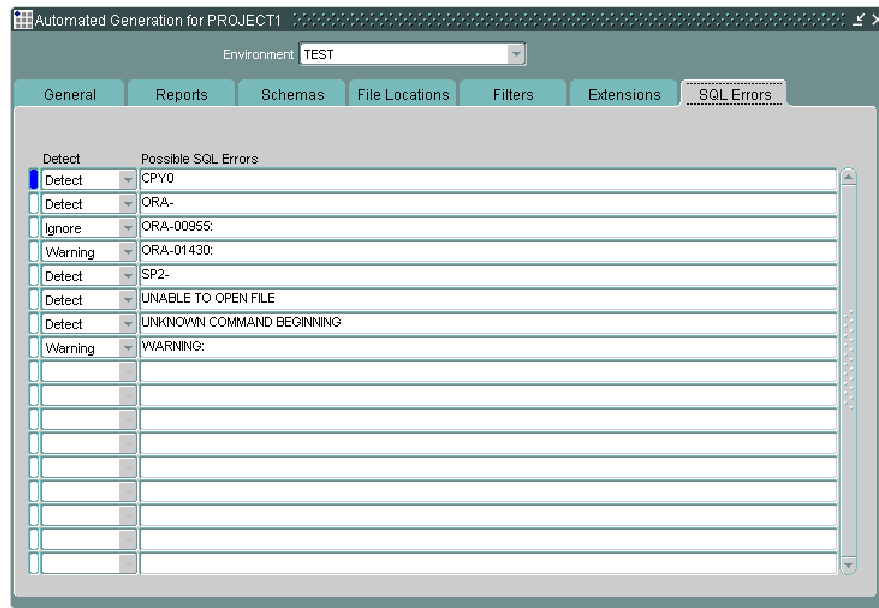 Automated Generation for PROJECT1
Environment TEST
General Reports Schemas File Locations Filters Extensions SQL Errors
Detect Possible SQL Errors
Detect CPY0
Detect ORA-
Ignore ORA-00955:
Warning ORA-01430:
Detect SP2-
Detect UNABLE TO OPEN FILE
Detect UNKNOWN COMMAND BEGINNING
Warning WARNING: